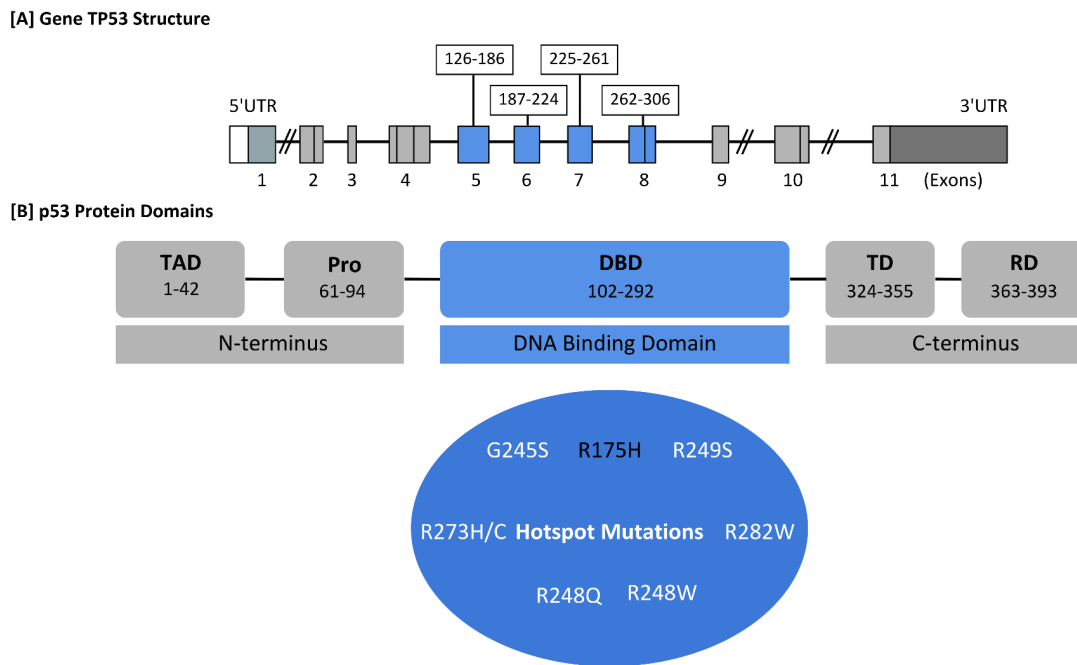 [A] Gene TP53 Structure
126-186
225-261
187-224
262-306
5'UTR
3'UTR
1
2
3
4
5
6
7
8
9
10
11
(Exons)
[B] p53 Protein Domains
TAD
1-42
Pro
61-94
DBD
102-292
TD
324-355
RD
363-393
N-terminus
DNA Binding Domain
C-terminus
G245S
R175H
R249S
R273H/C
Hotspot Mutations
R282W
R248Q
R248W